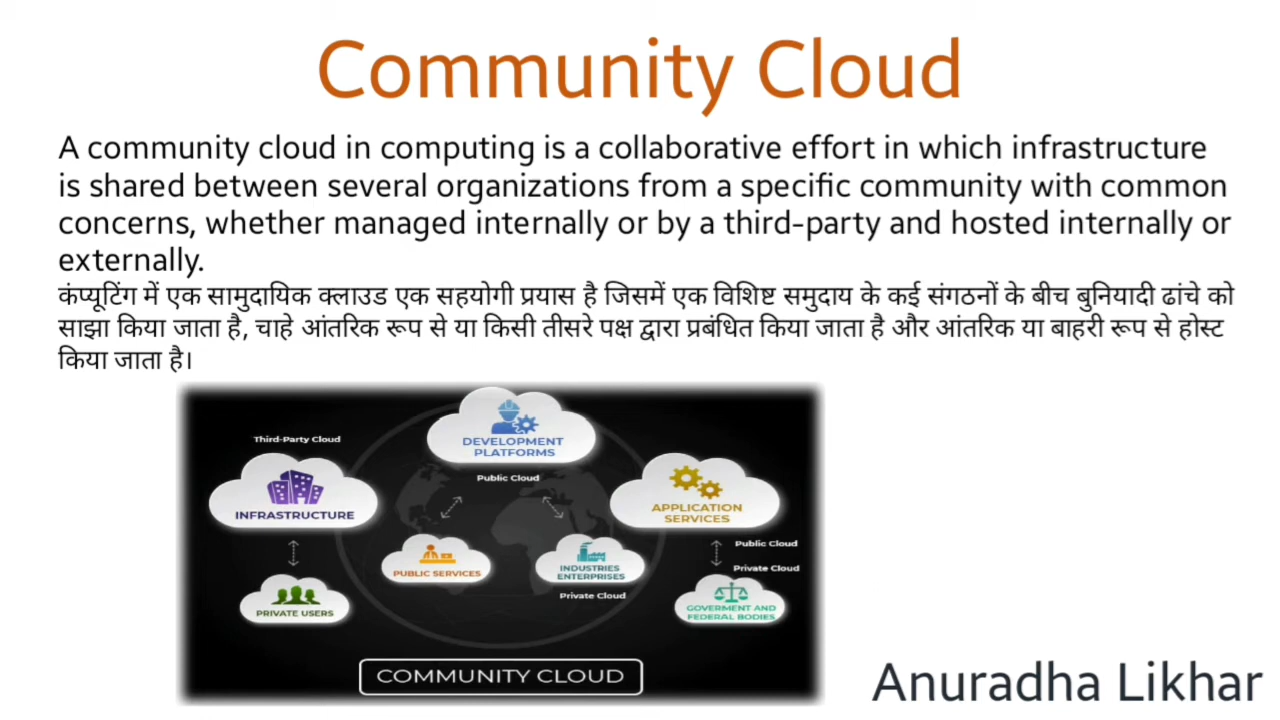 Community Cloud
A community cloud in computing is a collaborative effort in which infrastructure
is shared between several organizations from a specific community with common
concerns, whether managed internally or by a third-party and hosted internally or
externally.
कंप्यूटिंग में एक सामुदायिक क्लाउड एक सहयोगी प्रयास है जिसमें एक विशिष्ट समुदाय के कई संगठनों के बीच बुनियादी ढांचे को
साझा किया जाता है, चाहे आंतरिक रूप से या किसी तीसरे पक्ष द्वारा प्रबंधित किया जाता है और आंतरिक या बाहरी रूप से होस्ट
किया जाता है।
Third-Party Cloud
DEVELOPMENT
PLATFORMS
Public Cloud
INFRASTRUCTURE
APPLICATION
SERVICES
Public Cloud
Private Cloud
PUBLIC SERVICES
INDUSTRIES
ENTERPRISES
Private Cloud
PRIVATE USERS
GOVERMENT AND
FEDERAL BODIES
COMMUNITY CLOUD
Anuradha Likhar